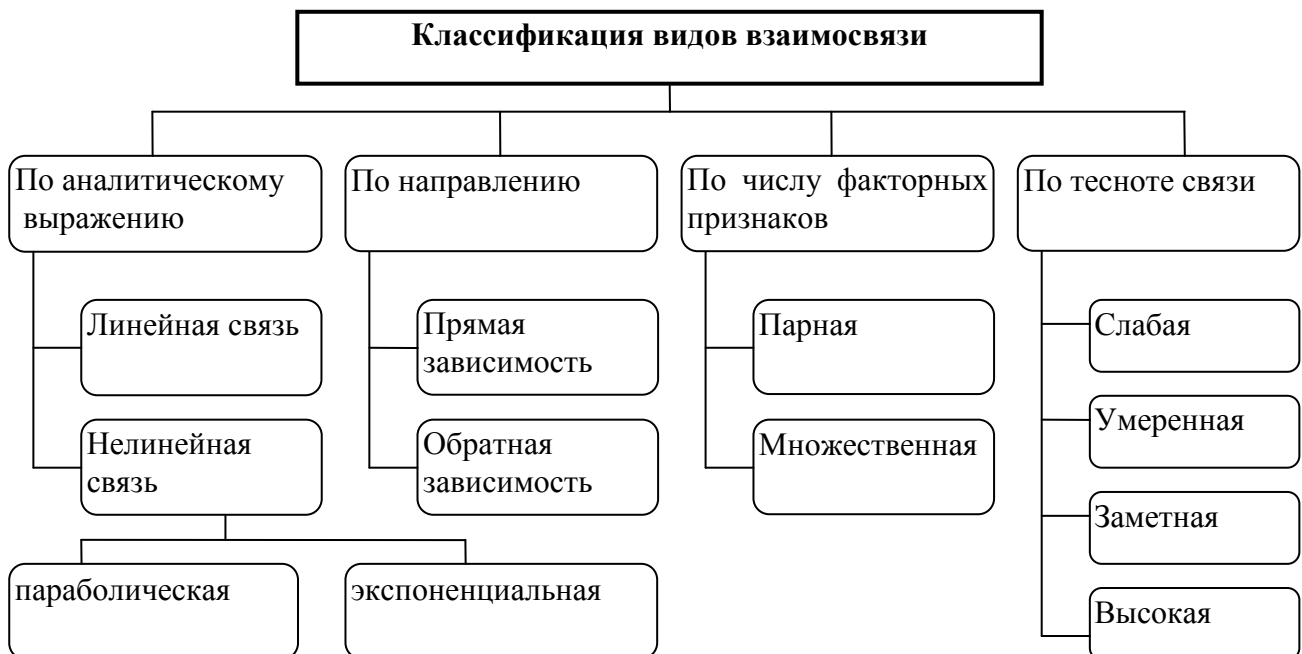 Классификация видов взаимосвязи
По аналитическому
выражению
По направлению
По числу факторных
признаков
По тесноте связи
Линейная связь
Прямая
зависимость
Парная
Слабая
Нелинейная
связь
Обратная
зависимость
Множественная
Умеренная
Заметная
параболическая
экспоненциальная
Высокая